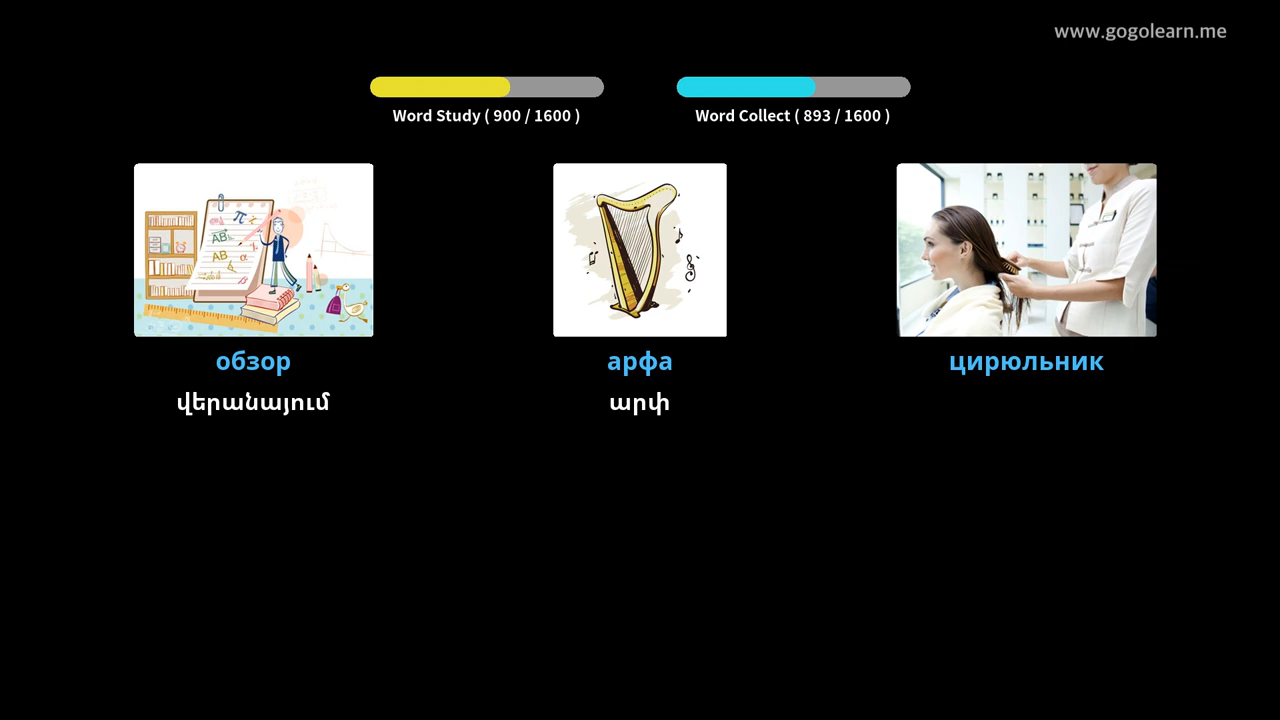 www.gogolearn.me
Word Study ( 900 / 1600 )
Word Collect ( 893 / 1600 )
обзор
арфа
цирюльник
վերանայում
արփ